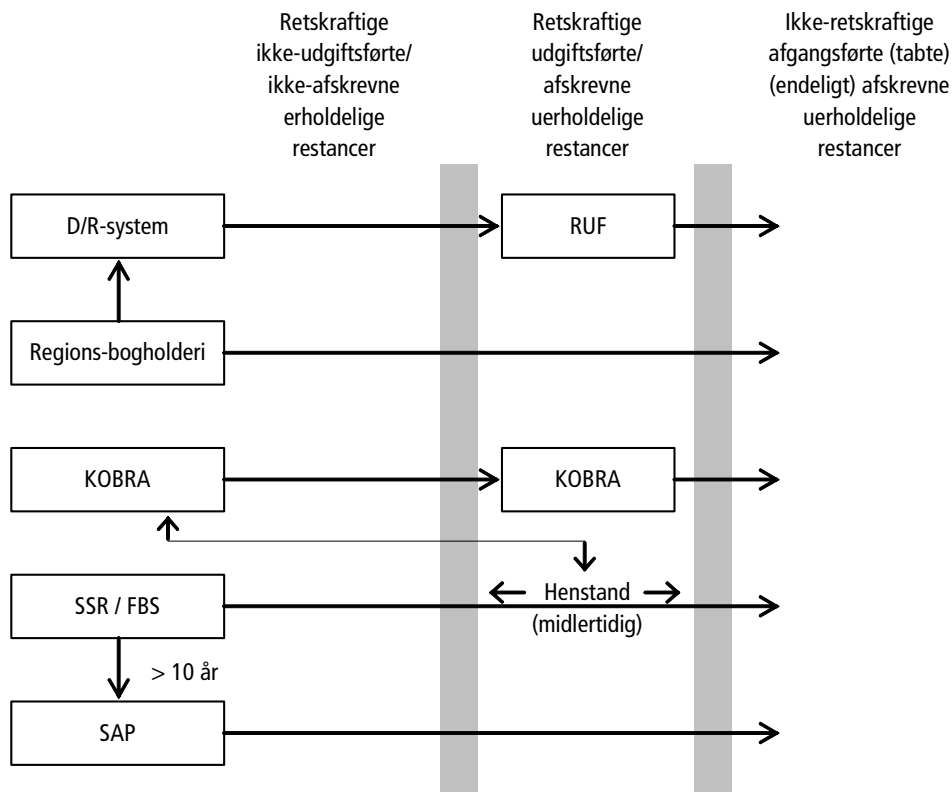 Retskraftige
ikke-udgiftsførte/
ikke-afskrevne
erholdelige
restancer
Retskraftige
udgiftsførte/
afskrevne
uerholdelige
restancer
Ikke-retskraftige
afgangsførte (tabte)
(endeligt) afskrevne
uerholdelige
restancer
D/R-system
RUF
Regions-bogholderi
KOBRA
KOBRA
SSR / FBS
Henstand
(midlertidig)
> 10 år
SAP